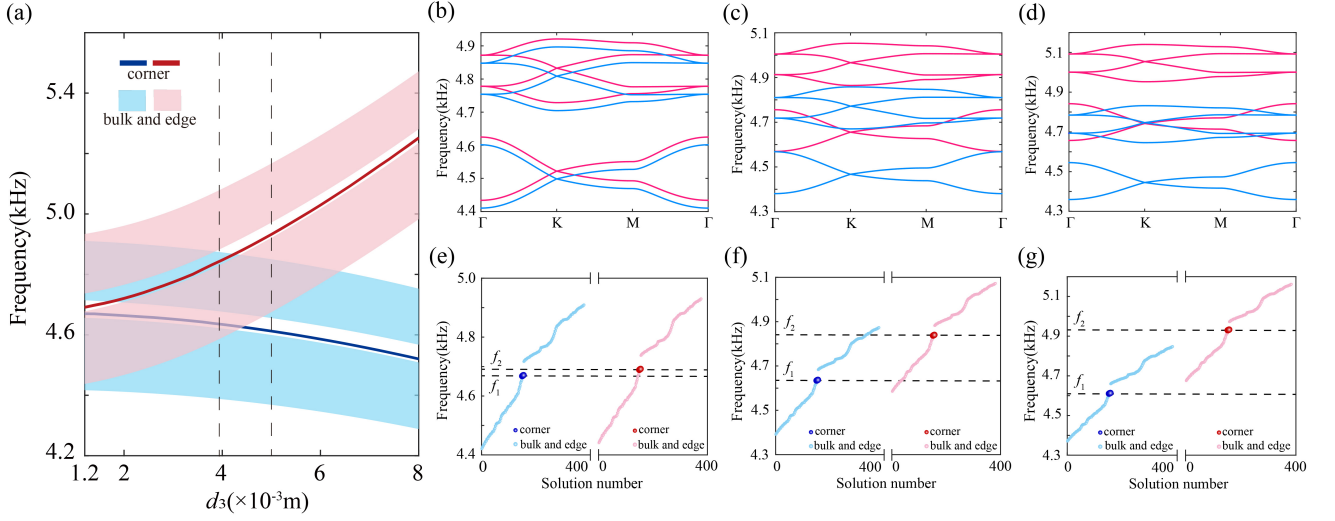 (a)
corner
bulk and edge
5.4
5.0
4.6
4.2
Frequency(kHz)
1.2 2 4 6 8
d₃(×10⁻³m)
(b)
4.9
4.8
4.7
4.6
4.5
4.4
Frequency(kHz)
Γ K M Γ
(c)
5.1
4.9
4.7
4.5
4.3
Frequency(kHz)
Γ K M Γ
(d)
5.1
4.9
4.7
4.5
4.3
Frequency(kHz)
Γ K M Γ
(e)
5.0
4.8
4.6
4.4
Frequency(kHz)
f₂
f₁
corner corner
bulk and edge bulk and edge
0 400 0 400
Solution number
(f)
5.1
4.9
4.7
4.5
4.3
Frequency(kHz)
f₂
f₁
corner corner
bulk and edge bulk and edge
0 400 0 400
Solution number
(g)
5.1
4.9
4.7
4.5
4.3
Frequency(kHz)
f₂
f₁
corner corner
bulk and edge bulk and edge
0 400 0 400
Solution number